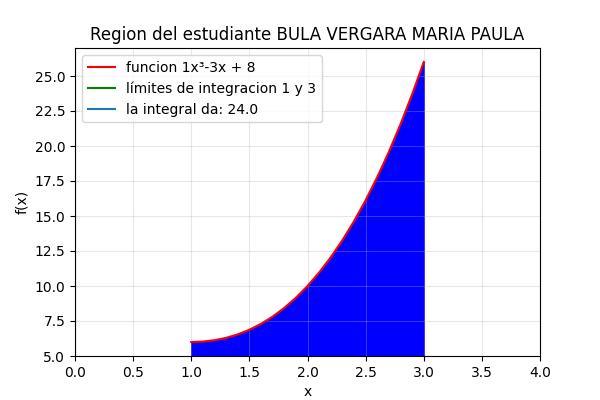 Region del estudiante BULA VERGARA MARIA PAULA
funcion 1x³-3x + 8
límites de integracion 1 y 3
la integral da: 24.0
f(x)
25.0
22.5
20.0
17.5
15.0
12.5
10.0
7.5
5.0
0.0 0.5 1.0 1.5 2.0 2.5 3.0 3.5 4.0
x